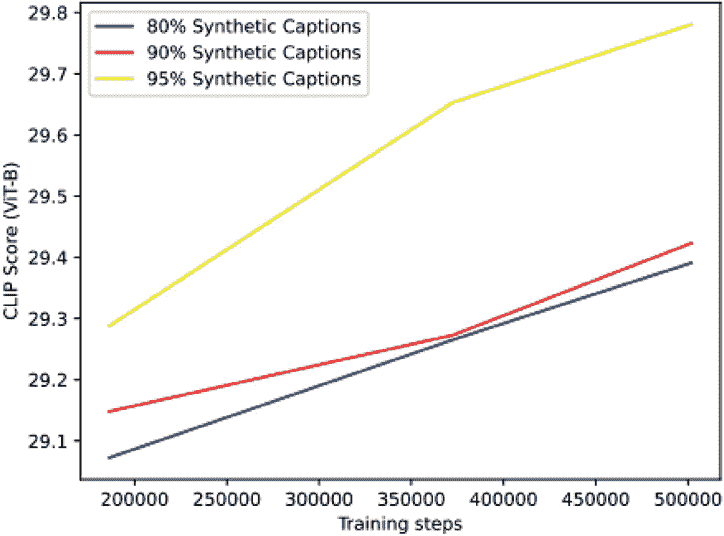 29.8
29.7
29.6
29.5
29.4
29.3
29.2
29.1
CLIP Score (ViT-B)
80% Synthetic Captions
90% Synthetic Captions
95% Synthetic Captions
200000 250000 300000 350000 400000 450000 500000
Training steps